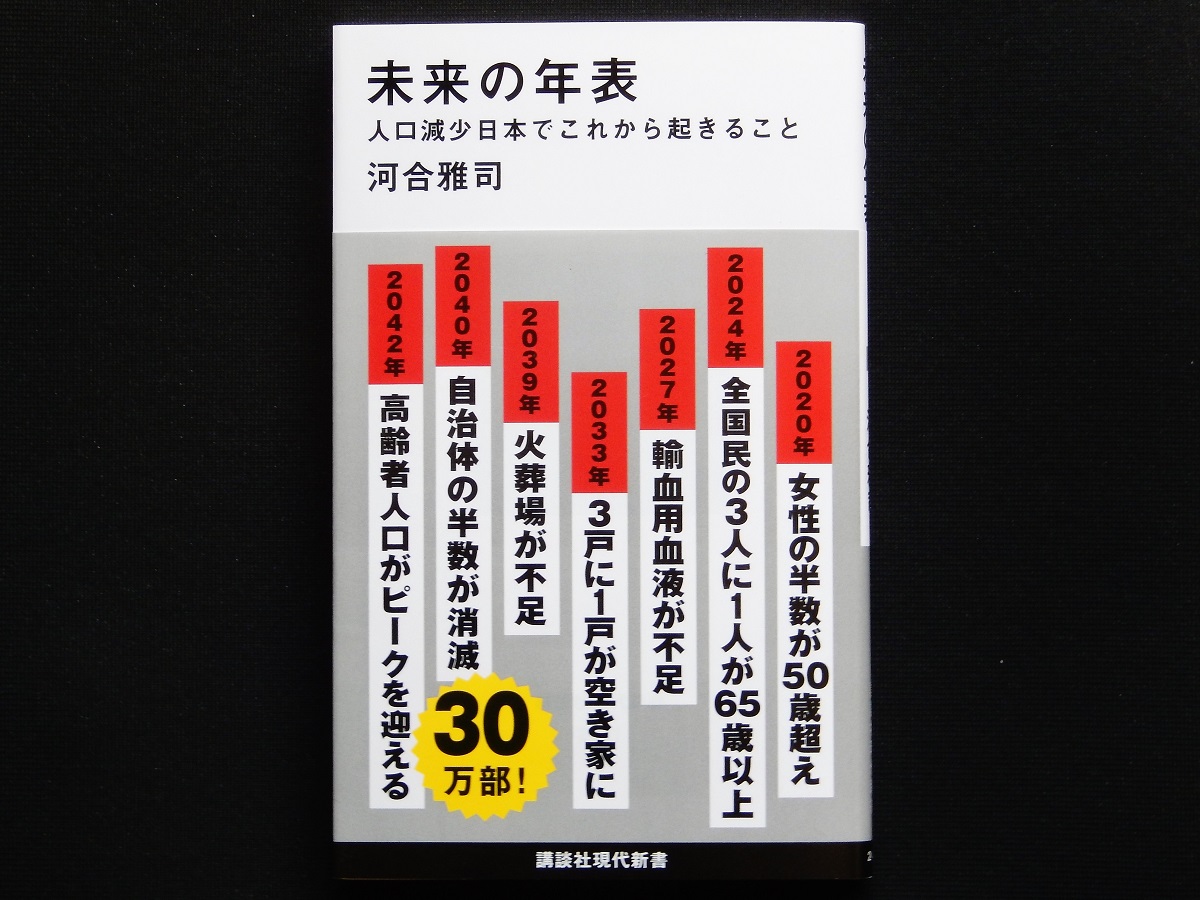 未来の年表
人口減少日本でこれから起きること
河合雅司
2020年 女性の半数が50歳超え
2024年 全国民の3人に1人が65歳以上
2027年 輸血用血液が不足
2033年 3戸に1戸が空き家に
2039年 火葬場が不足
2040年 自治体の半数が消滅
2042年 高齢者人口がピークを迎える
30
万部!
講談社現代新書